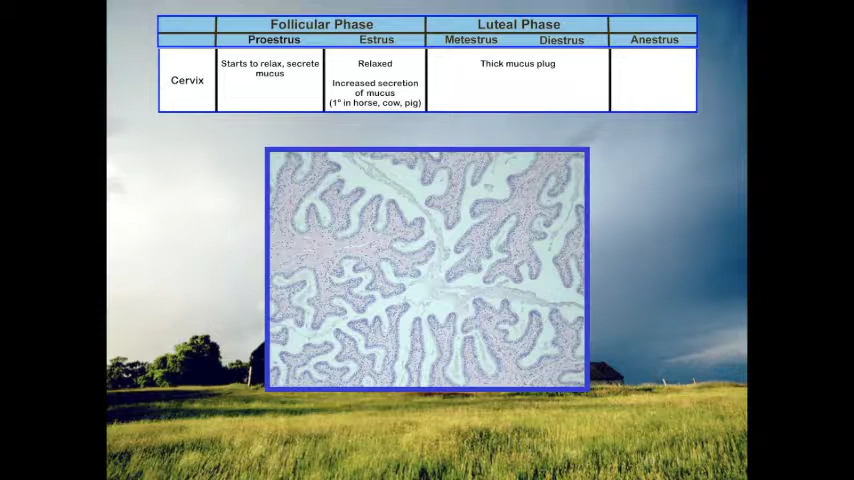 Follicular Phase Luteal Phase
Proestrus Estrus Metestrus Diestrus Anestrus
Cervix
Starts to relax, secrete
mucus
Relaxed
Increased secretion
of mucus
(1° in horse, cow, pig)
Thick mucus plug